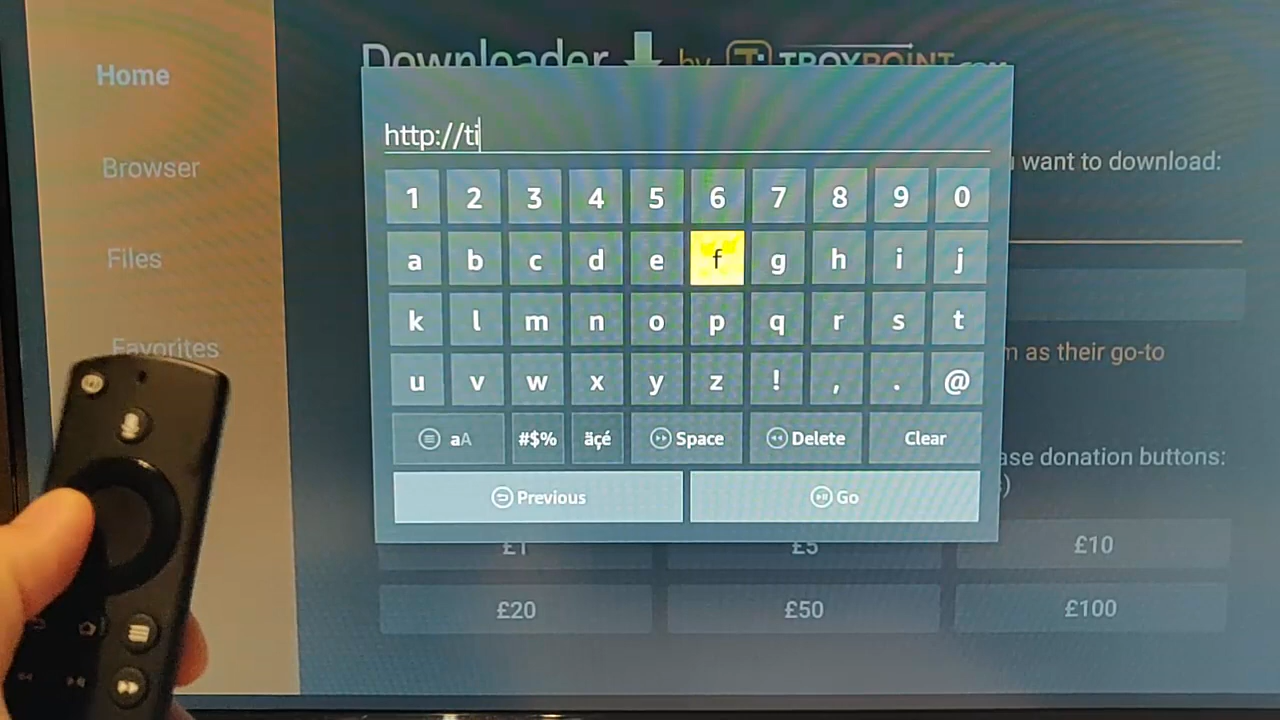 Home
Browser
Files
Favorites
Downloader by TROYPOINT.COM
want to download:
as their go-to
donation buttons:
http://ti
1 2 3 4 5 6 7 8 9 0
a b c d e f g h i j
k l m n o p q r s t
u v w x y z ! , . @
aA #$% äçé Space Delete Clear
Previous Go
£1 £5 £10
£20 £50 £100